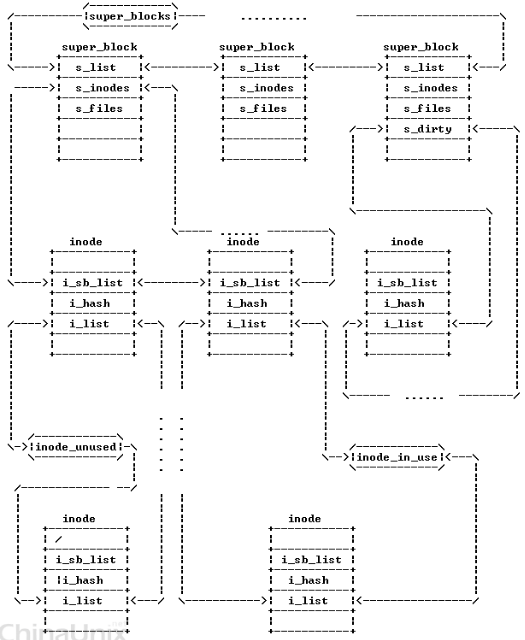 super_blocks
super_block super_block super_block
s_list s_list s_list
s_inodes s_inodes s_inodes
s_files s_files s_files
s_dirty
inode inode inode
i_sb_list i_sb_list i_sb_list
i_hash i_hash i_hash
i_list i_list i_list
inode_unused
inode_in_use
inode inode
i_sb_list i_sb_list
i_hash i_hash
i_list i_list
ChinaUnix